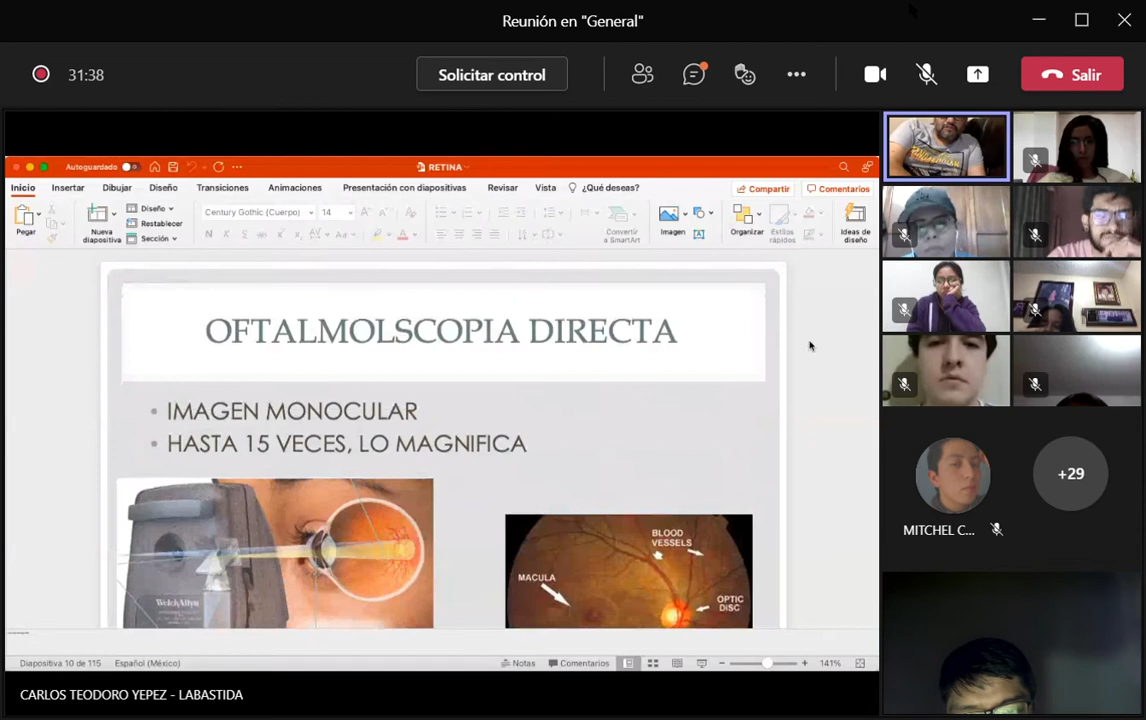 Reunión en "General"
31:38
Solicitar control
Salir
Autoguardado
RETINA
Inicio
Insertar
Dibujar
Diseño
Transiciones
Animaciones
Presentación con diapositivas
Revisar
Vista
¿Qué deseas?
Compartir
Comentarios
Pegar
Nueva diapositiva
Diseño
Restablecer
Sección
Century Gothic (Cuerpo)
14
Convertir a SmartArt
Imagen
Organizar
Estilos rápidos
Ideas de diseño
OFTALMOLSCOPIA DIRECTA
• IMAGEN MONOCULAR
• HASTA 15 VECES, LO MAGNIFICA
WelchAllyn
BLOOD VESSELS
MACULA
OPTIC DISC
+29
MITCHEL C...
Diapositiva 10 de 115
Español (México)
Notas
Comentarios
141%
CARLOS TEODORO YEPEZ - LABASTIDA